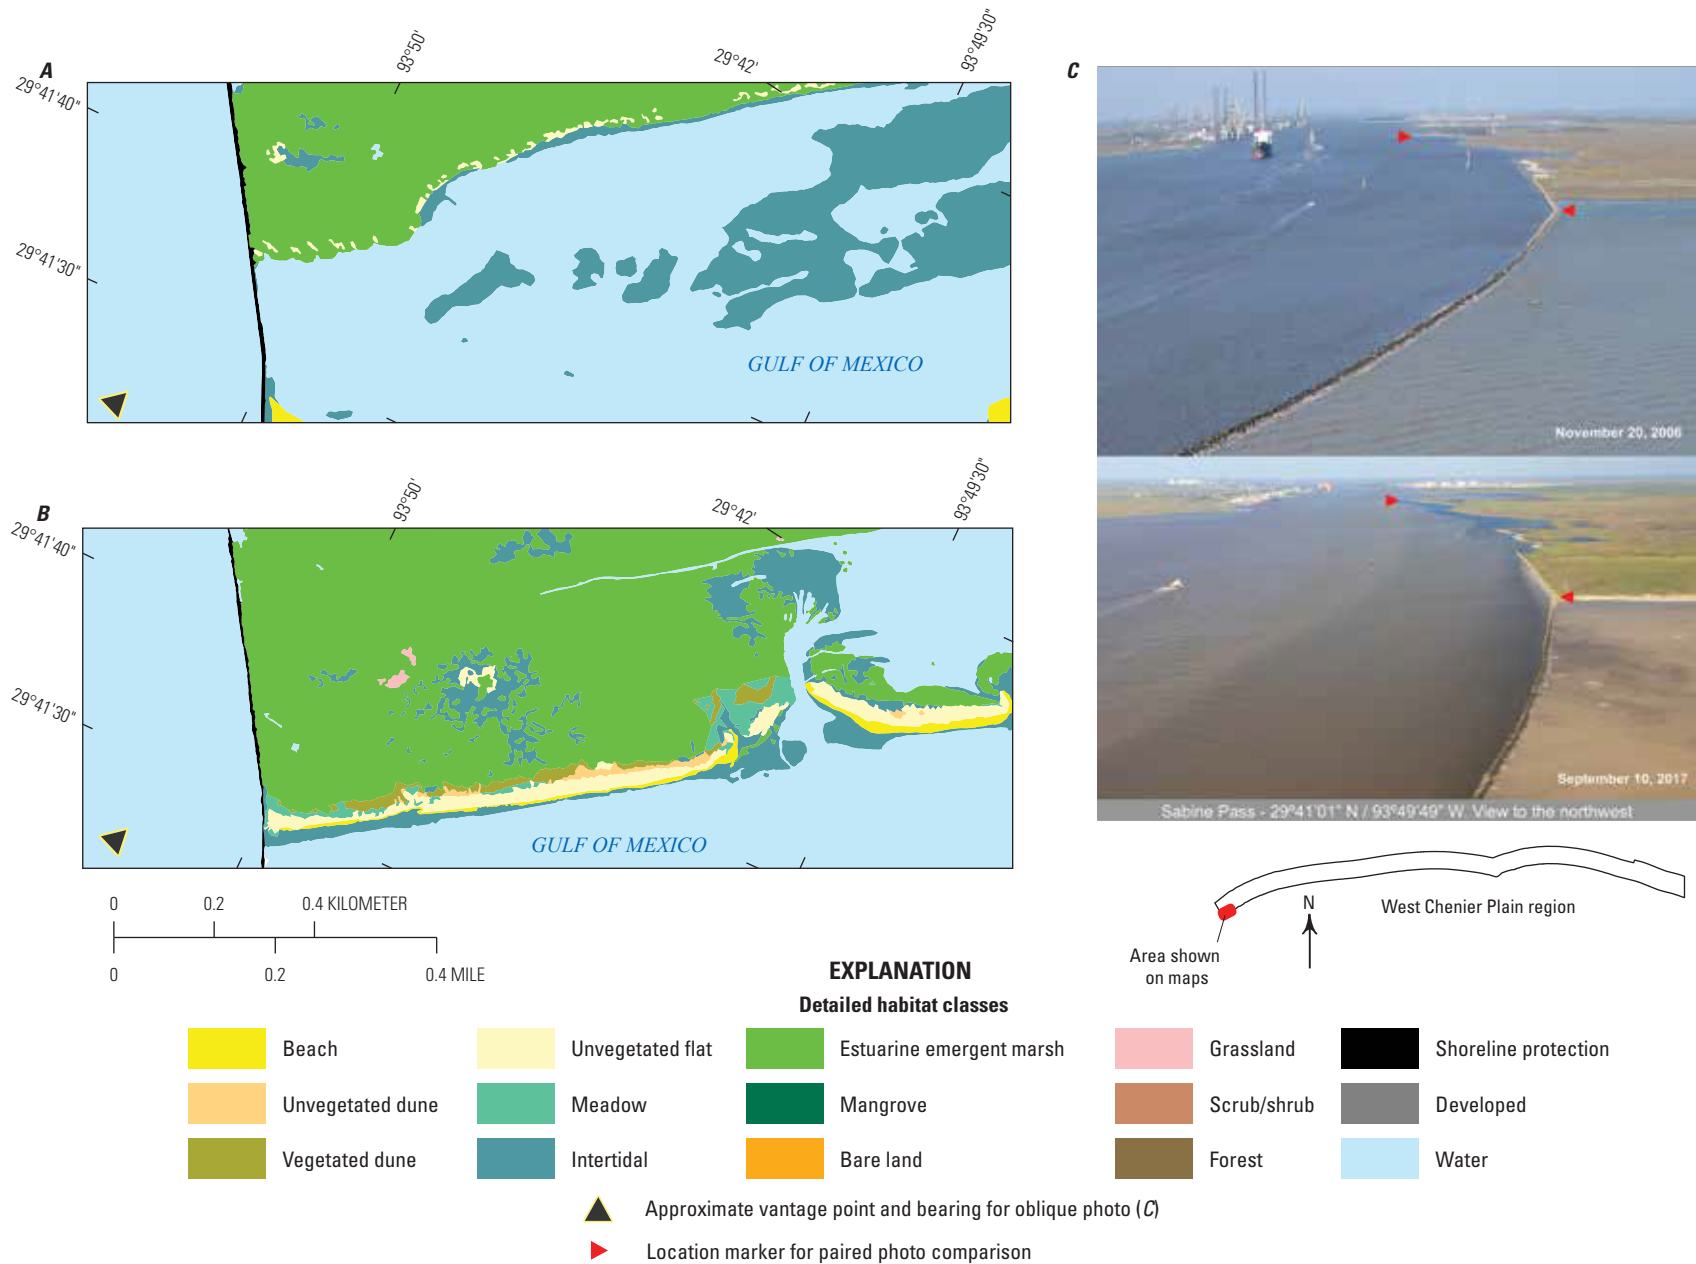 A
93°50'
29°42'
93°49'30"
29°41'40"
29°41'30"
GULF OF MEXICO
B
93°50'
29°42'
93°49'30"
29°41'40"
29°41'30"
GULF OF MEXICO
0 0.2 0.4 KILOMETER
0 0.2 0.4 MILE
C
November 20, 2006
September 10, 2017
Sabine Pass - 29°41'01" N / 93°49'49" W. View to the northwest
West Chenier Plain region
N
Area shown
on maps
EXPLANATION
Detailed habitat classes
Beach
Unvegetated dune
Vegetated dune
Unvegetated flat
Meadow
Intertidal
Estuarine emergent marsh
Mangrove
Bare land
Grassland
Scrub/shrub
Forest
Shoreline protection
Developed
Water
Approximate vantage point and bearing for oblique photo (C)
Location marker for paired photo comparison